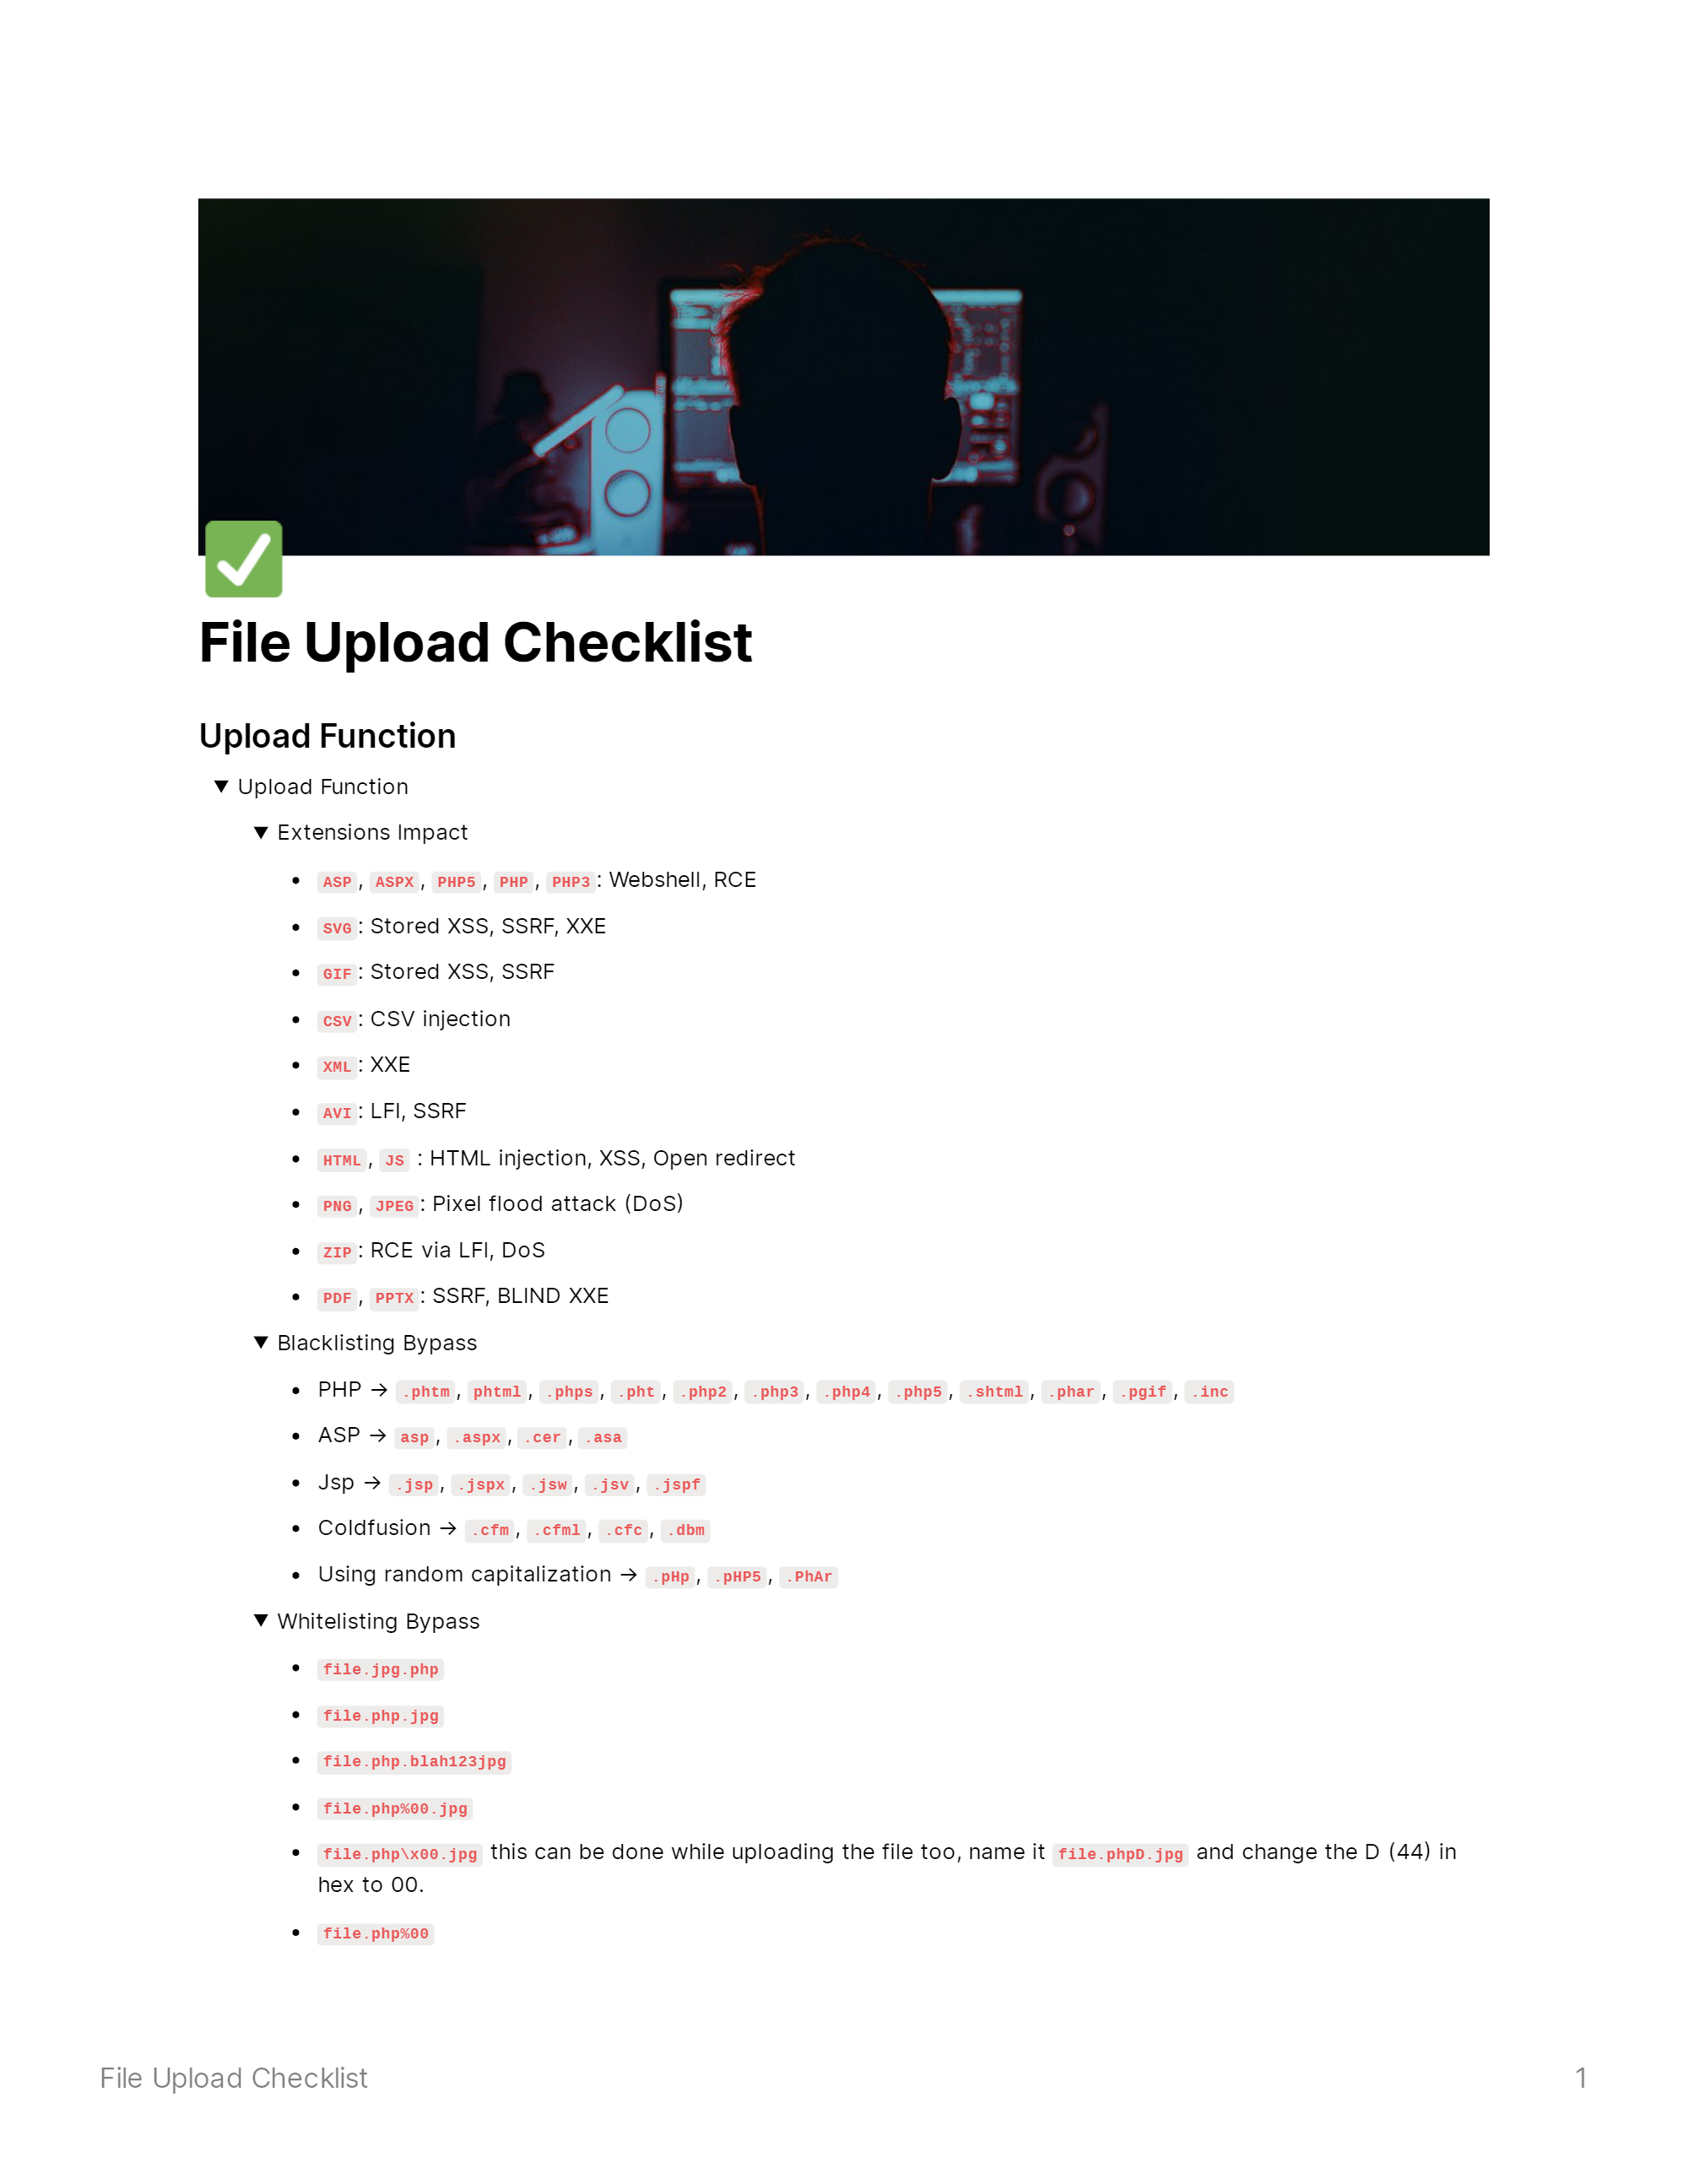 File Upload Checklist
Upload Function
Upload Function
Extensions Impact
ASP, ASPX, PHP5, PHP, PHP3: Webshell, RCE
SVG: Stored XSS, SSRF, XXE
GIF: Stored XSS, SSRF
CSV: CSV injection
XML: XXE
AVI: LFI, SSRF
HTML, JS : HTML injection, XSS, Open redirect
PNG, JPEG: Pixel flood attack (DoS)
ZIP: RCE via LFI, DoS
PDF, PPTX: SSRF, BLIND XXE
Blacklisting Bypass
PHP → .phtm, phtml, .phps, .pht, .php2, .php3, .php4, .php5, .shtml, .phar, .pgif, .inc
ASP → asp, .aspx, .cer, .asa
Jsp → .jsp, .jspx, .jsw, .jsv, .jspf
Coldfusion → .cfm, .cfml, .cfc, .dbm
Using random capitalization → .pHp, .pHP5, .PhAr
Whitelisting Bypass
file.jpg.php
file.php.jpg
file.php.blah123jpg
file.php%00.jpg
file.php\x00.jpg this can be done while uploading the file too, name it file.phpD.jpg and change the D (44) in
hex to 00.
file.php%00
File Upload Checklist
1